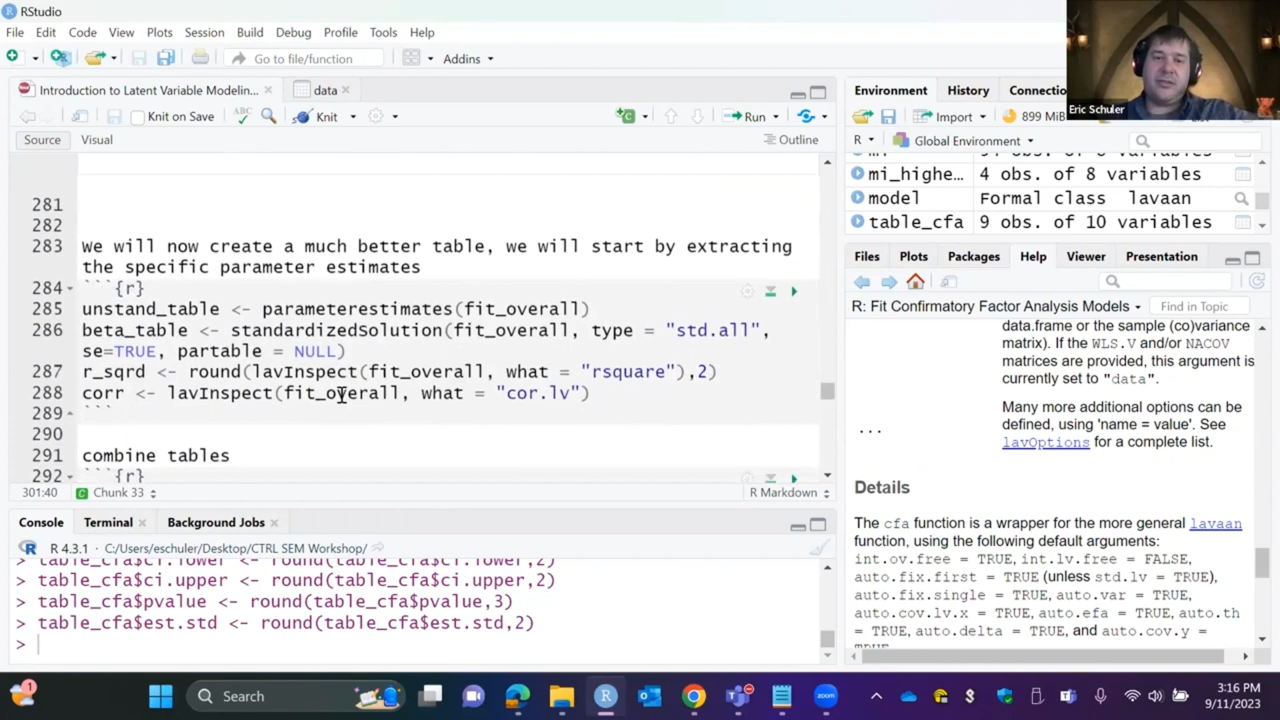 RStudio
File Edit Code View Plots Session Build Debug Profile Tools Help
Go to file/function Addins
Eric Schuler
Introduction to Latent Variable Modelin... data
Knit on Save ABC Knit Run
Source Visual Outline
281
282
283 we will now create a much better table, we will start by extracting
the specific parameter estimates
284 ```{r}
285 unstand_table <- parameterestimates(fit_overall)
286 beta_table <- standardizedSolution(fit_overall, type = "std.all",
se=TRUE, partable = NULL)
287 r_sqrd <- round(lavInspect(fit_overall, what = "rsquare"),2)
288 corr <- lavInspect(fit_overall, what = "cor.lv")
289 ```
290
291 combine tables
292 ```{r}
301:40 Chunk 33 R Markdown
Console Terminal Background Jobs
R 4.3.1 · C:/Users/eschuler/Desktop/CTRL SEM Workshop/
> table_cfa$ci.lower <- round(table_cfa$ci.lower,2)
> table_cfa$ci.upper <- round(table_cfa$ci.upper,2)
> table_cfa$pvalue <- round(table_cfa$pvalue,3)
> table_cfa$est.std <- round(table_cfa$est.std,2)
>
Environment History Connectio
Import 899 MiB
R Global Environment
mi_highe... 4 obs. of 8 variables
model Formal class lavaan
table_cfa 9 obs. of 10 variables
Files Plots Packages Help Viewer Presentation
R: Fit Confirmatory Factor Analysis Models Find in Topic
data.frame or the sample (co)variance
matrix). If the WLS.V and/or NACOV
matrices are provided, this argument is
currently set to "data".
... Many more additional options can be
defined, using 'name = value'. See
lavOptions for a complete list.
Details
The cfa function is a wrapper for the more general lavaan
function, using the following default arguments:
int.ov.free = TRUE, int.lv.free = FALSE,
auto.fix.first = TRUE (unless std.lv = TRUE),
auto.fix.single = TRUE, auto.var = TRUE,
auto.cov.lv.x = TRUE, auto.efa = TRUE, auto.th
= TRUE, auto.delta = TRUE, and auto.cov.y =
TRUE.
1 Search zoom 3:16 PM
9/11/2023